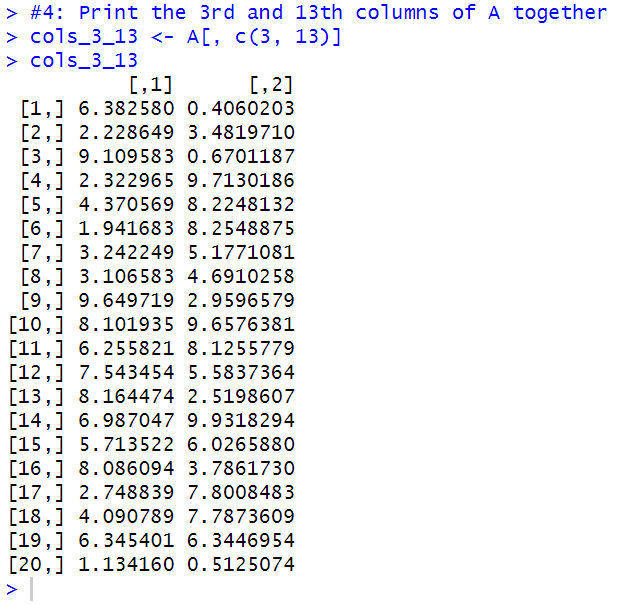 > #4: Print the 3rd and 13th columns of A together
> cols_3_13 <- A[, c(3, 13)]
> cols_3_13
          [,1]      [,2]
 [1,] 6.382580 0.4060203
 [2,] 2.228649 3.4819710
 [3,] 9.109583 0.6701187
 [4,] 2.322965 9.7130186
 [5,] 4.370569 8.2248132
 [6,] 1.941683 8.2548875
 [7,] 3.242249 5.1771081
 [8,] 3.106583 4.6910258
 [9,] 9.649719 2.9596579
[10,] 8.101935 9.6576381
[11,] 6.255821 8.1255779
[12,] 7.543454 5.5837364
[13,] 8.164474 2.5198607
[14,] 6.987047 9.9318294
[15,] 5.713522 6.0265880
[16,] 8.086094 3.7861730
[17,] 2.748839 7.8008483
[18,] 4.090789 7.7873609
[19,] 6.345401 6.3446954
[20,] 1.134160 0.5125074
>